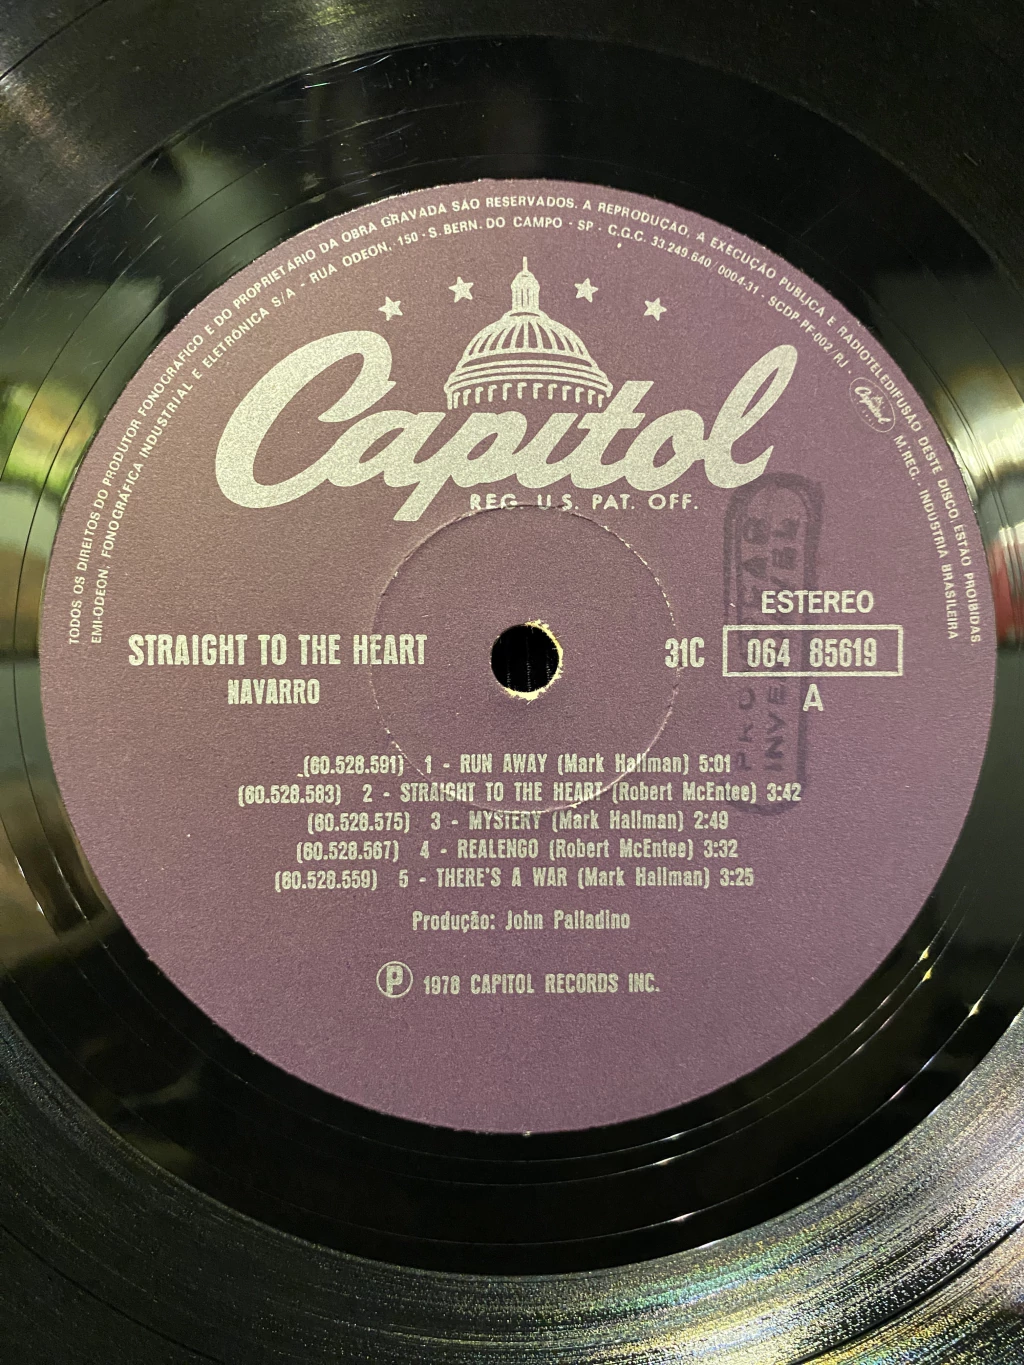 TODOS OS DIREITOS DO PRODUTOR FONOGRÁFICO E DO PROPRIETÁRIO DA OBRA GRAVADA SÃO RESERVADOS. A REPRODUÇÃO, A EXECUÇÃO PUBLICA E RADIOTELEDIFUSÃO DESTE DISCO, ESTÃO PROIBIDAS.
EMI-ODEON, FONOGRÁFICA INDUSTRIAL E ELETRÔNICA S/A - RUA ODEON, 150 - S. BERN. DO CAMPO - SP - C.G.C. 33.249.640/0004-31 - SCDP-PF-002/RJ - Capitol M.REG. - INDUSTRIA BRASILEIRA
Capitol
REG. U.S. PAT. OFF.
ESTEREO
STRAIGHT TO THE HEART
NAVARRO
31C 064 85619
A
(60.528.591) 1 - RUN AWAY (Mark Hallman) 5:01
(60.528.583) 2 - STRAIGHT TO THE HEART (Robert McEntee) 3:42
(60.528.575) 3 - MYSTERY (Mark Hallman) 2:49
(60.528.567) 4 - REALENGO (Robert McEntee) 3:32
(60.528.559) 5 - THERE'S A WAR (Mark Hallman) 3:25
Produção: John Palladino
℗ 1978 CAPITOL RECORDS INC.